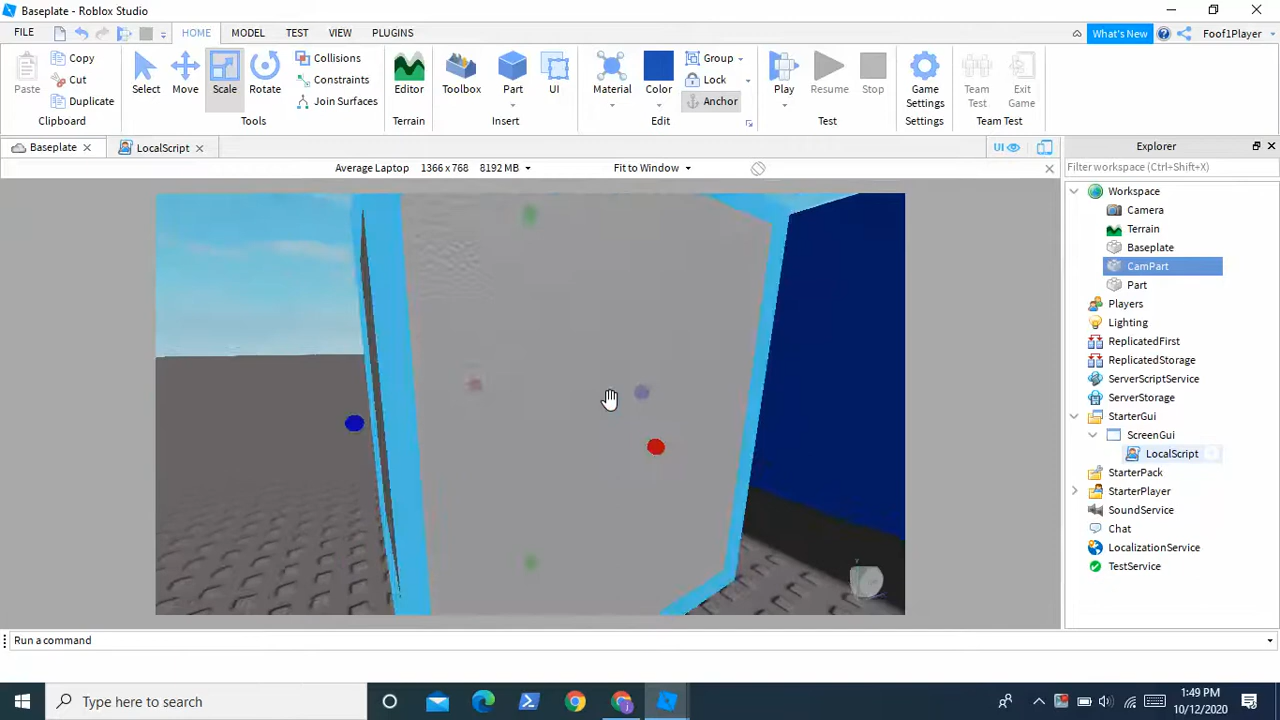 Baseplate - Roblox Studio
FILE HOME MODEL TEST VIEW PLUGINS What's New Foof1Player
Paste Copy Cut Duplicate Clipboard
Select Move Scale Rotate Collisions Constraints Join Surfaces Tools
Editor Terrain
Toolbox Part UI Insert
Material Color Group Lock Anchor Edit
Play Resume Stop Test
Game Settings Settings
Team Test Exit Game Team Test
Baseplate LocalScript UI
Average Laptop 1366x768 8192 MB Fit to Window
Explorer
Filter workspace (Ctrl+Shift+X)
Workspace
Camera
Terrain
Baseplate
CamPart
Part
Players
Lighting
ReplicatedFirst
ReplicatedStorage
ServerScriptService
ServerStorage
StarterGui
ScreenGui
LocalScript
StarterPack
StarterPlayer
SoundService
Chat
LocalizationService
TestService
Y
Run a command
Type here to search
1:49 PM
10/12/2020